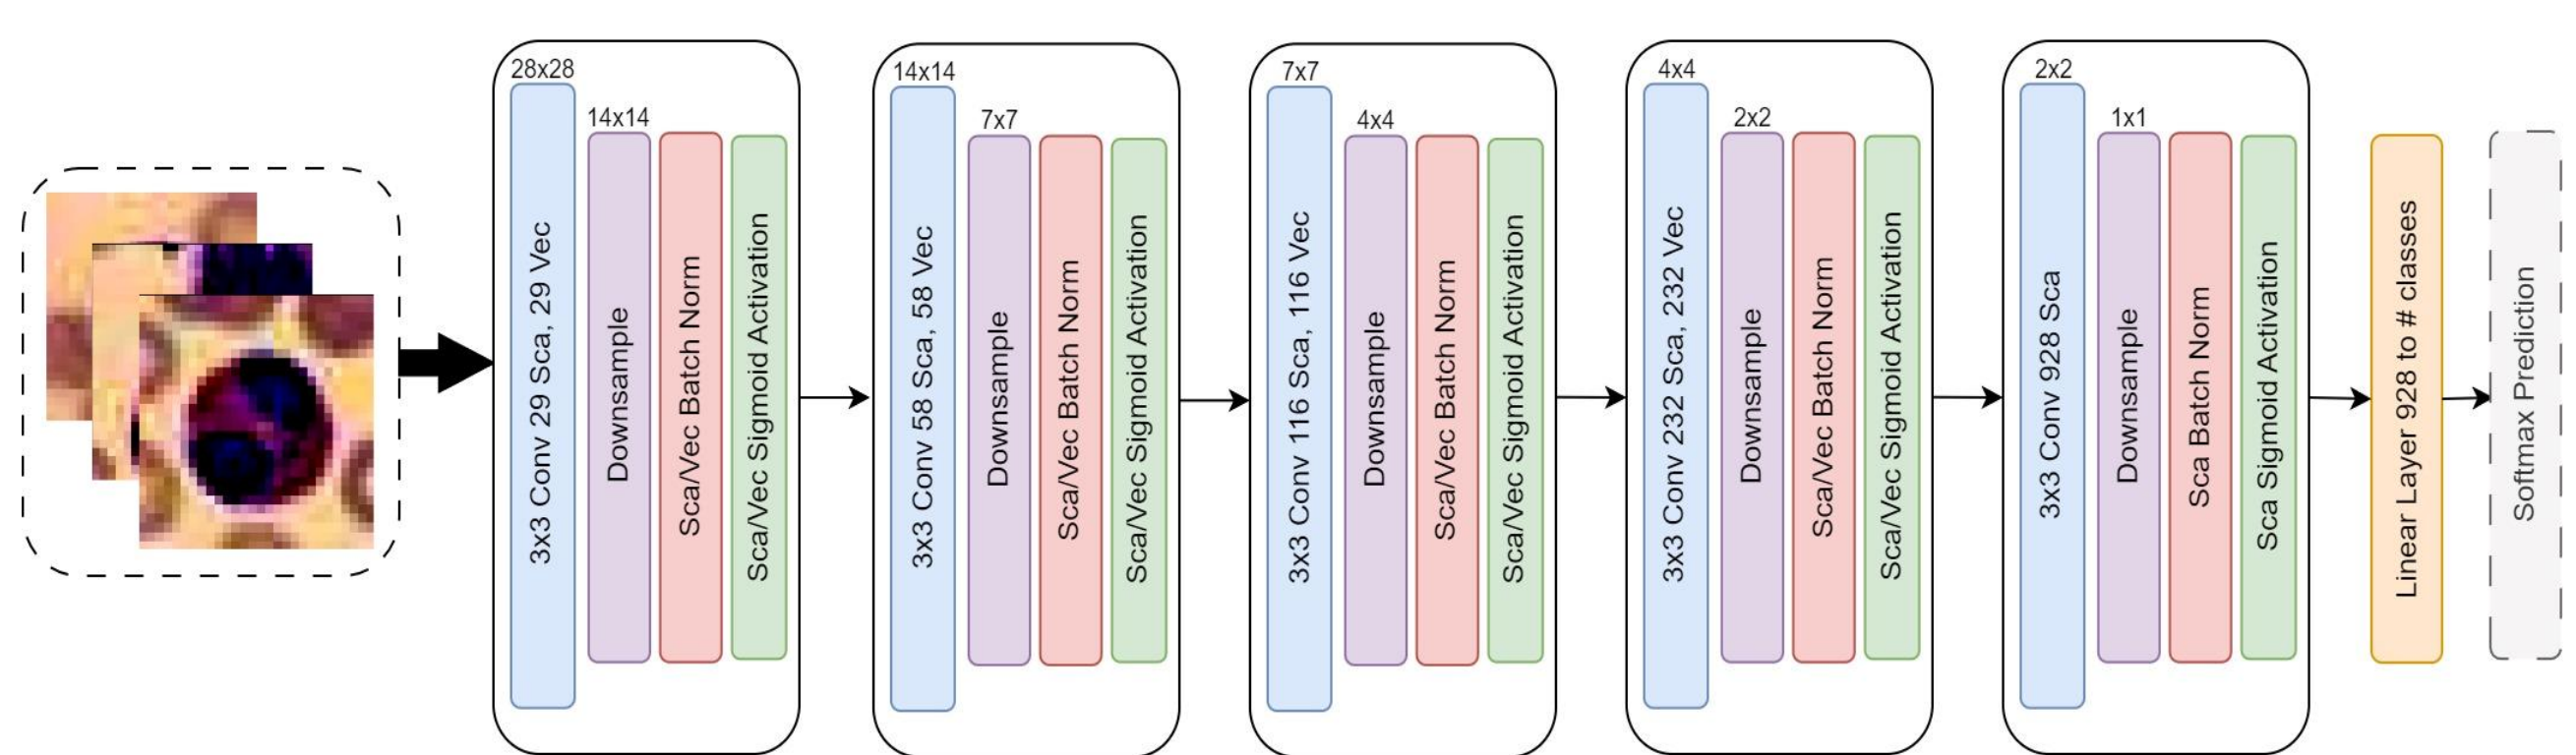 28x28
3x3 Conv 29 Sca, 29 Vec
14x14
Downsample
Sca/Vec Batch Norm
Sca/Vec Sigmoid Activation
14x14
3x3 Conv 58 Sca, 58 Vec
7x7
Downsample
Sca/Vec Batch Norm
Sca/Vec Sigmoid Activation
7x7
3x3 Conv 116 Sca, 116 Vec
4x4
Downsample
Sca/Vec Batch Norm
Sca/Vec Sigmoid Activation
4x4
3x3 Conv 232 Sca, 232 Vec
2x2
Downsample
Sca/Vec Batch Norm
Sca/Vec Sigmoid Activation
2x2
3x3 Conv 928 Sca
1x1
Downsample
Sca Batch Norm
Sca Sigmoid Activation
Linear Layer 928 to # classes
Softmax Prediction